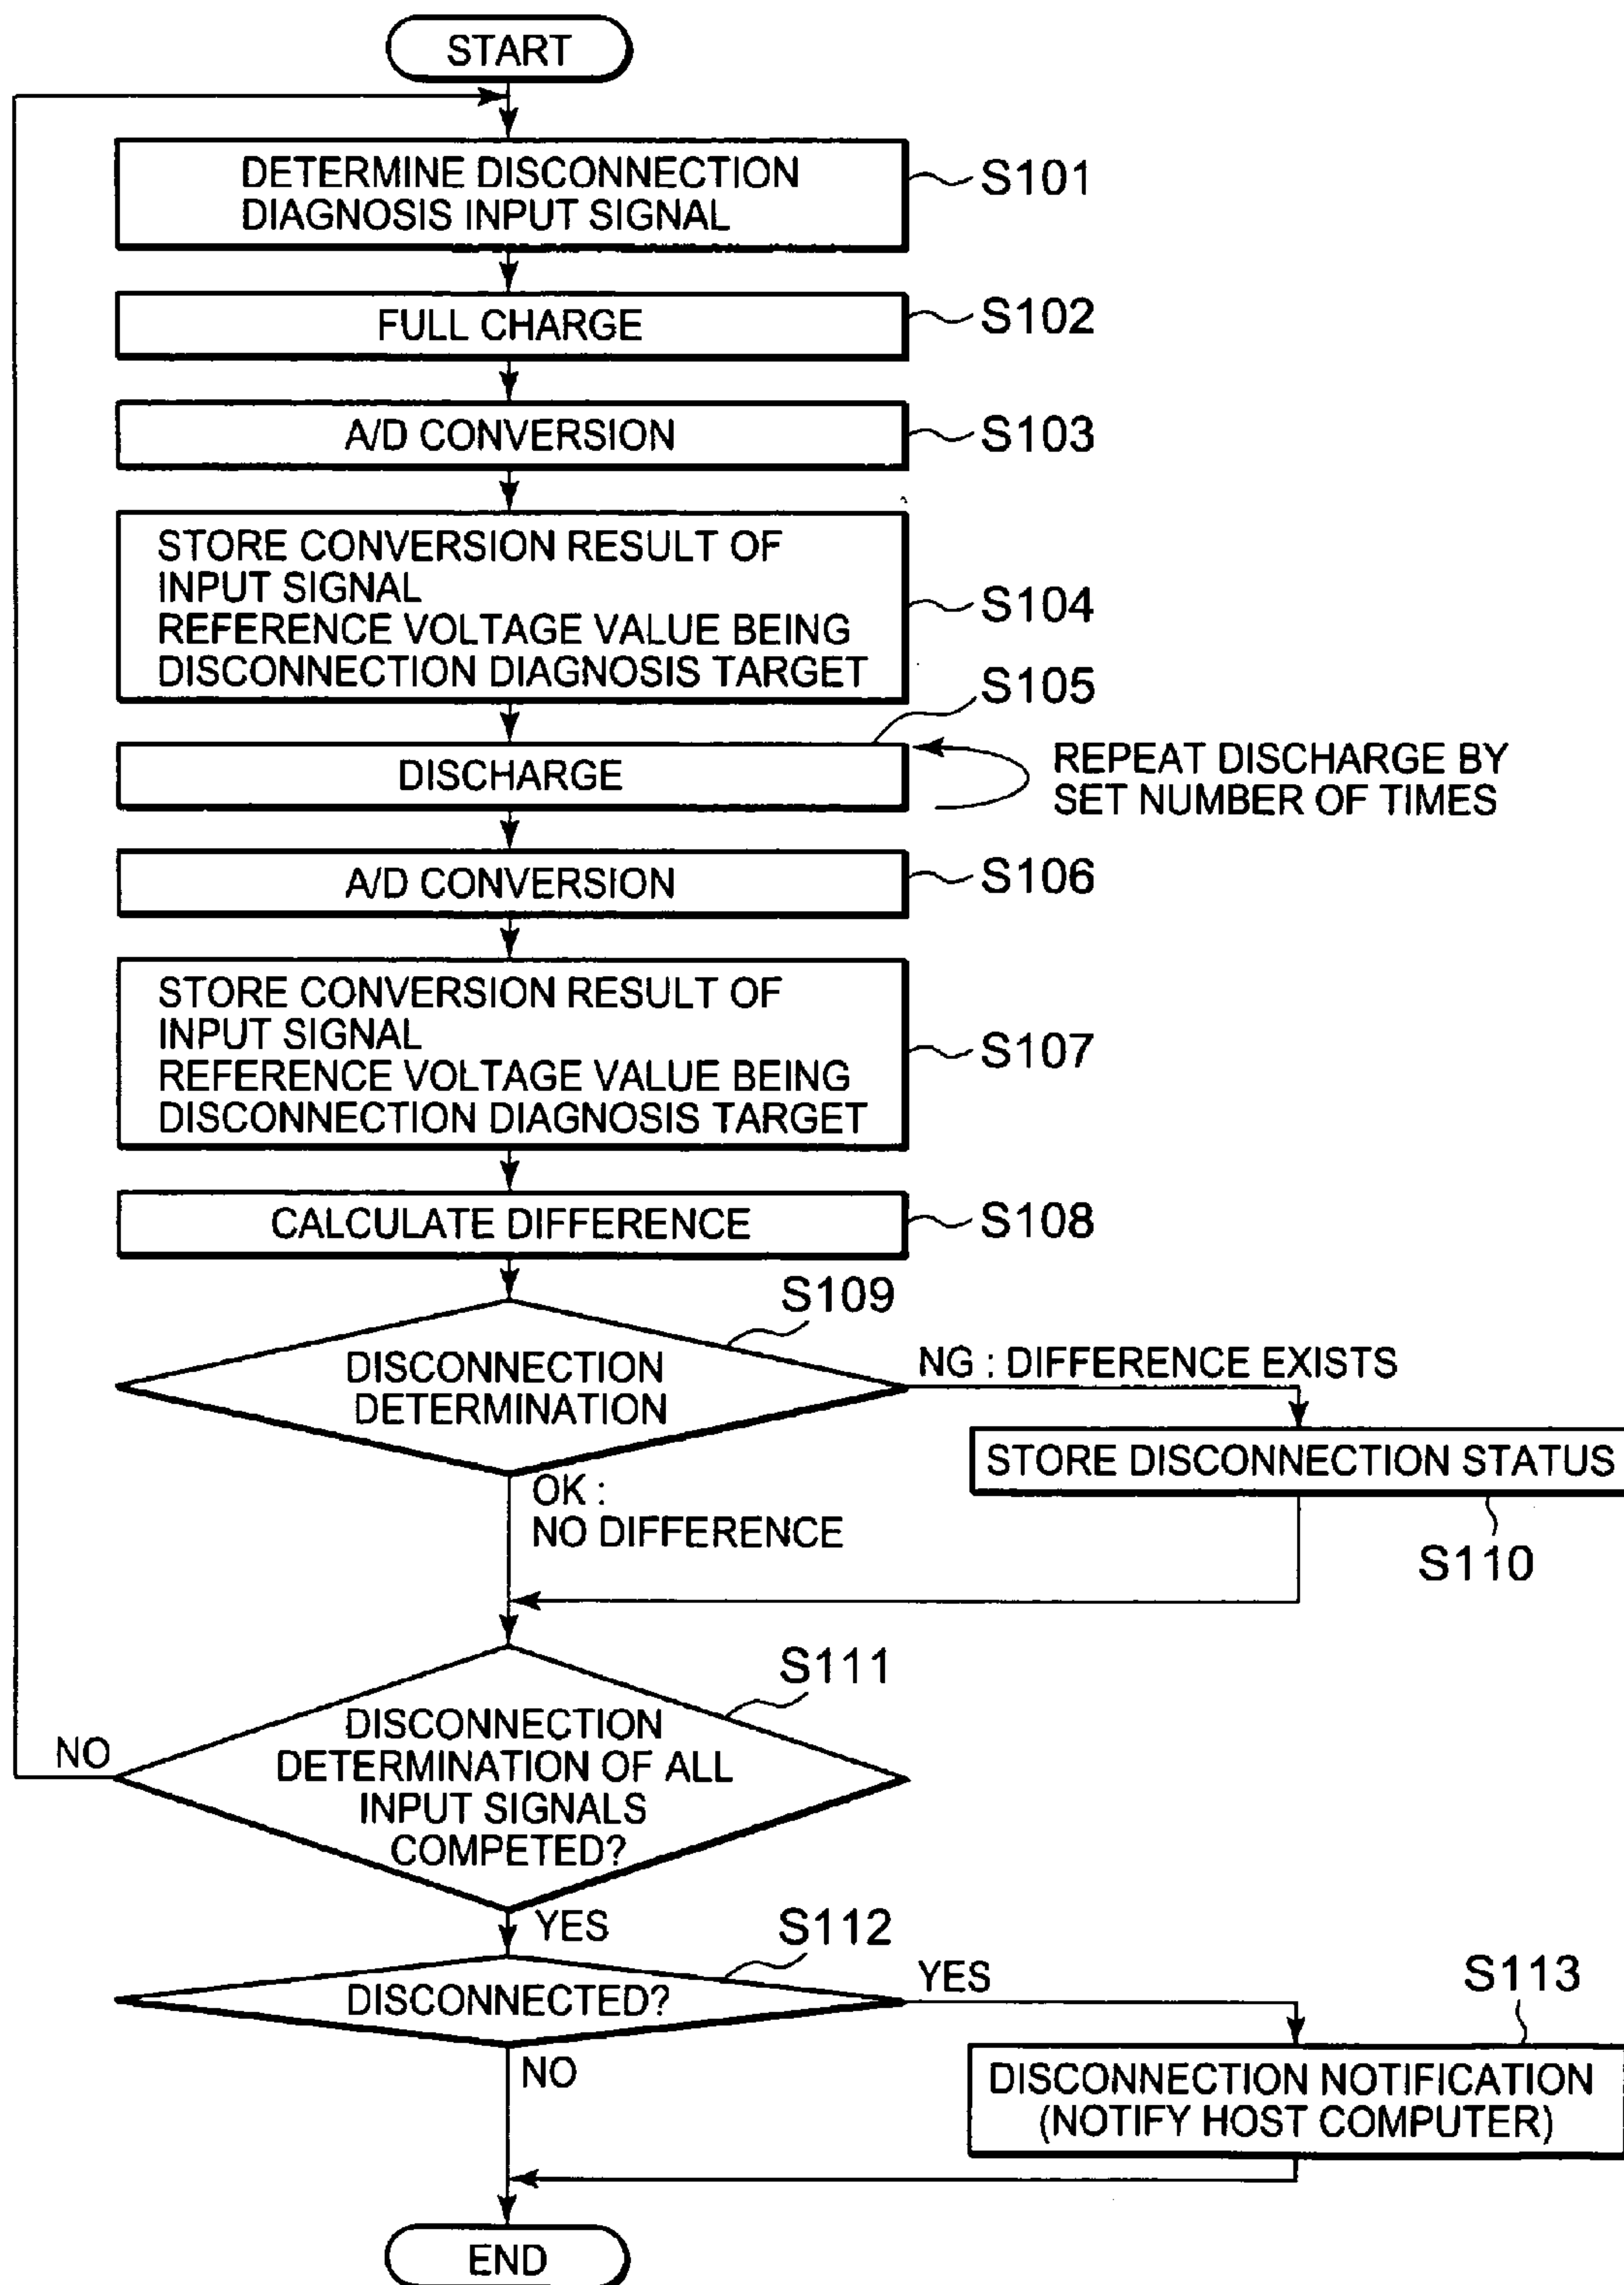 START
DETERMINE DISCONNECTION
DIAGNOSIS INPUT SIGNAL
S101
FULL CHARGE
S102
A/D CONVERSION
S103
STORE CONVERSION RESULT OF
INPUT SIGNAL
REFERENCE VOLTAGE VALUE BEING
DISCONNECTION DIAGNOSIS TARGET
S104
S105
DISCHARGE
REPEAT DISCHARGE BY
SET NUMBER OF TIMES
A/D CONVERSION
S106
STORE CONVERSION RESULT OF
INPUT SIGNAL
REFERENCE VOLTAGE VALUE BEING
DISCONNECTION DIAGNOSIS TARGET
S107
CALCULATE DIFFERENCE
S108
S109
DISCONNECTION
DETERMINATION
NG : DIFFERENCE EXISTS
STORE DISCONNECTION STATUS
S110
OK :
NO DIFFERENCE
S111
DISCONNECTION
DETERMINATION OF ALL
INPUT SIGNALS
COMPETED?
NO
YES
S112
DISCONNECTED?
YES
S113
DISCONNECTION NOTIFICATION
(NOTIFY HOST COMPUTER)
NO
END